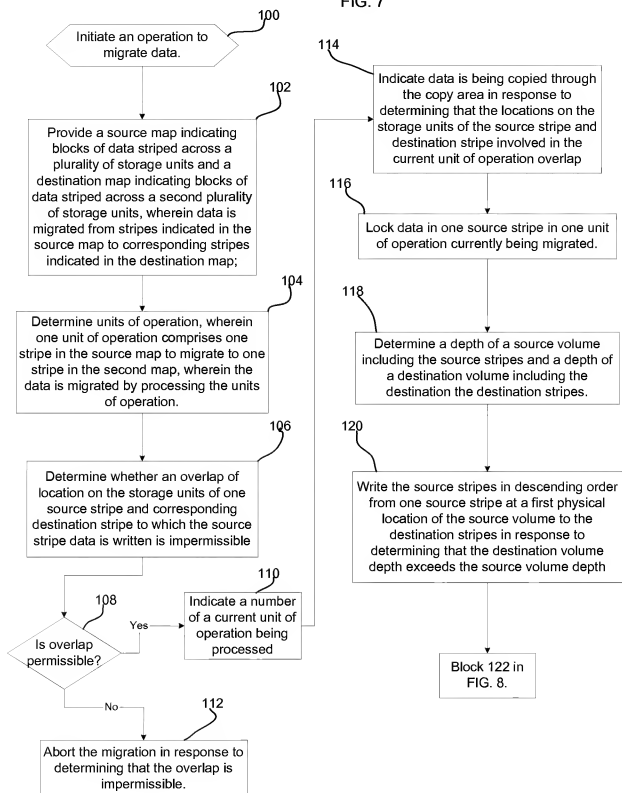 FIG. 7
100
Initiate an operation to
migrate data.
102
Provide a source map indicating
blocks of data striped across a
plurality of storage units and a
destination map indicating blocks of
data striped across a second plurality
of storage units, wherein data is
migrated from stripes indicated in the
source map to corresponding stripes
indicated in the destination map;
104
Determine units of operation, wherein
one unit of operation comprises one
stripe in the source map to migrate to one
stripe in the second map, wherein the
data is migrated by processing the units
of operation.
106
Determine whether an overlap of
location on the storage units of one
source stripe and corresponding
destination stripe to which the source
stripe data is written is impermissible
108
Is overlap
permissible?
Yes
110
Indicate a number
of a current unit of
operation being
processed
No
112
Abort the migration in response to
determining that the overlap is
impermissible.
114
Indicate data is being copied through
the copy area in response to
determining that the locations on the
storage units of the source stripe and
destination stripe involved in the
current unit of operation overlap
116
Lock data in one source stripe in one unit
of operation currently being migrated.
118
Determine a depth of a source volume
including the source stripes and a depth of
a destination volume including the
destination the destination stripes.
120
Write the source stripes in descending order
from one source stripe at a first physical
location of the source volume to the
destination stripes in response to
determining that the destination volume
depth exceeds the source volume depth
Block 122 in
FIG. 8.